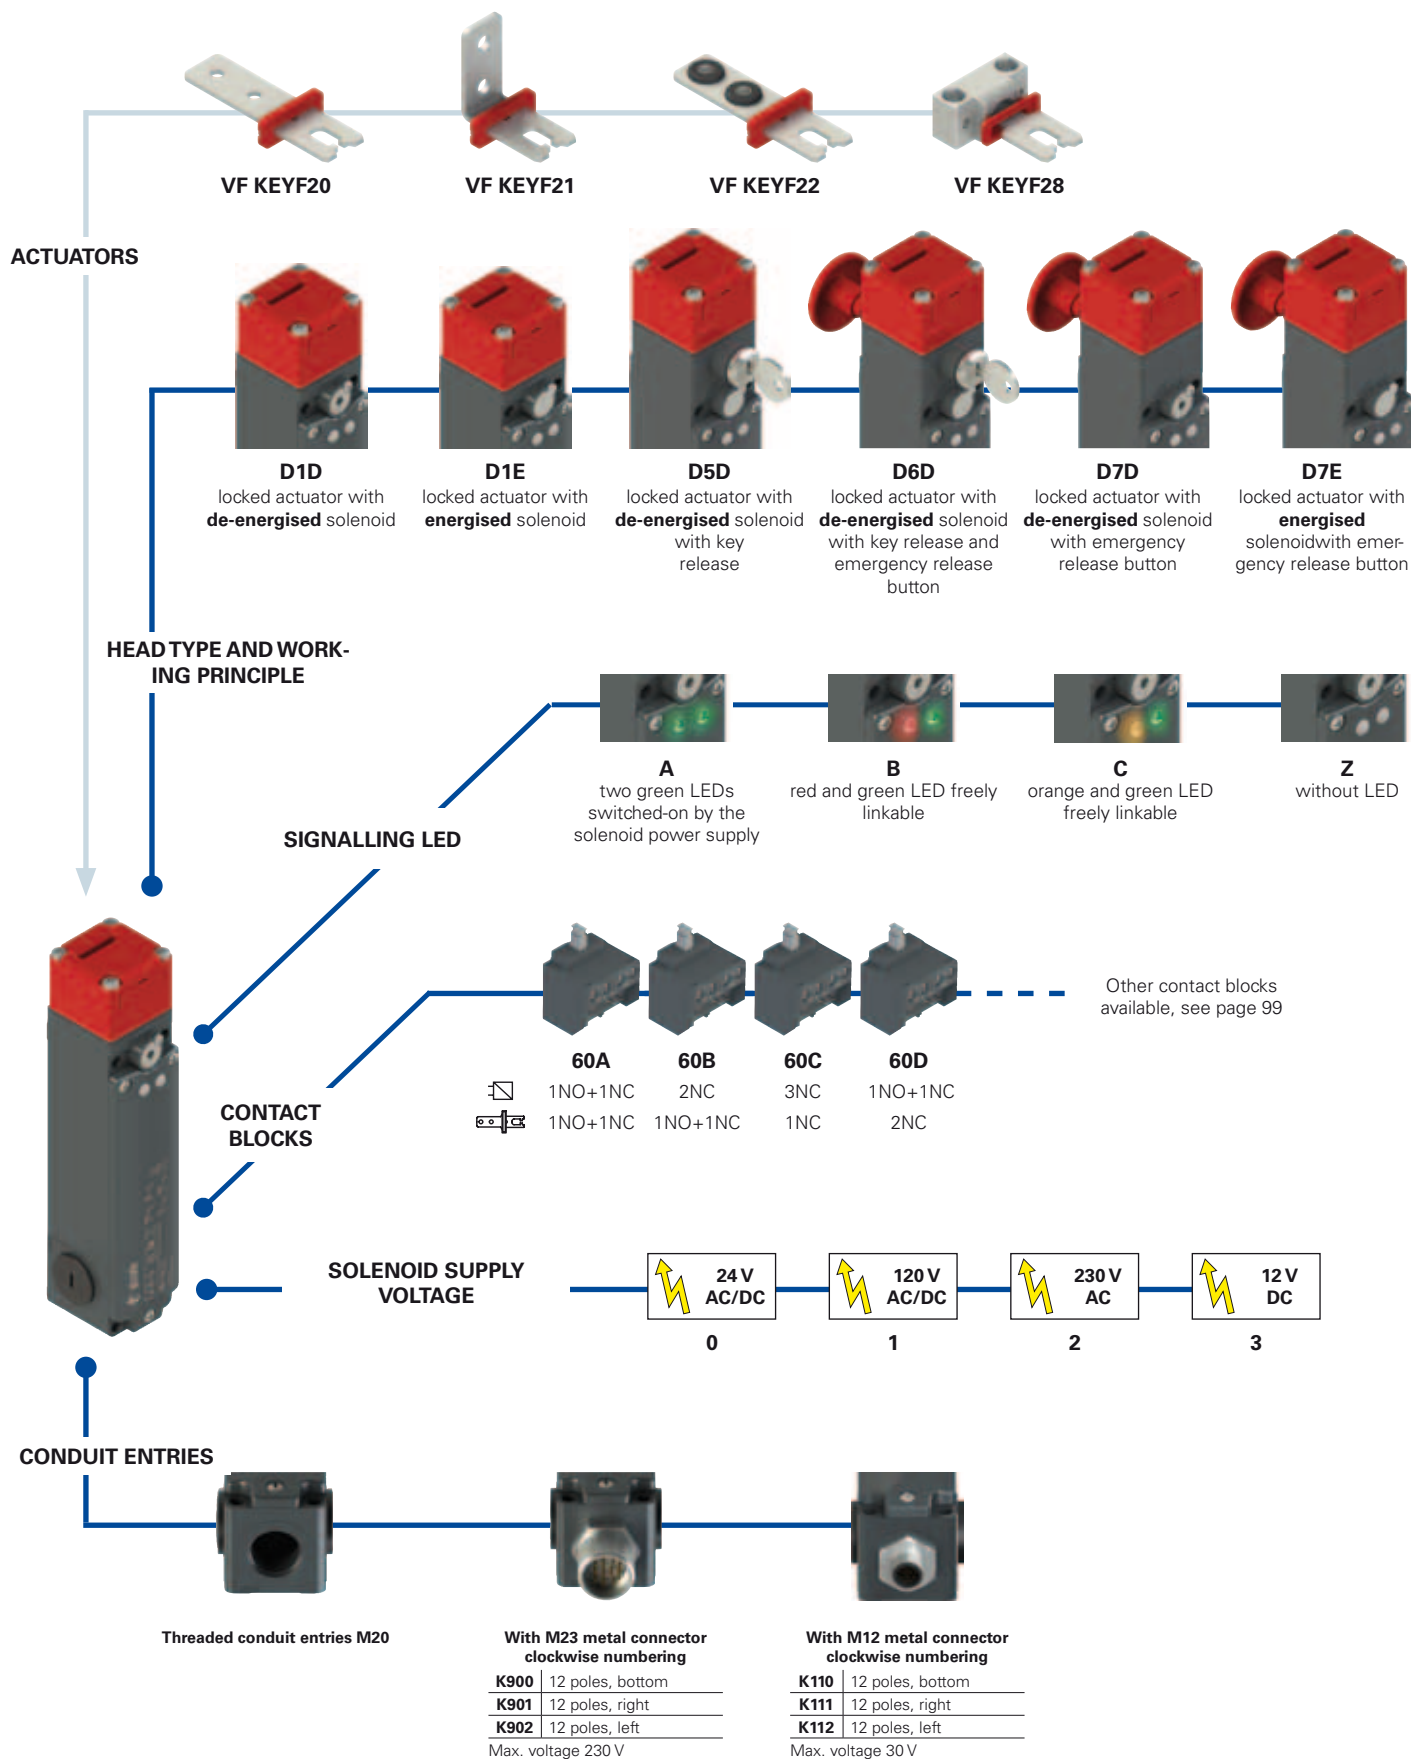 VF KEYF20
VF KEYF21
VF KEYF22
VF KEYF28
ACTUATORS
D1D
locked actuator with
de-energised solenoid
D1E
locked actuator with
energised solenoid
D5D
locked actuator with
de-energised solenoid
with key
release
D6D
locked actuator with
de-energised solenoid
with key release and
emergency release
button
D7D
locked actuator with
de-energised solenoid
with emergency
release button
D7E
locked actuator with
energised
solenoidwith emer-
gency release button
HEAD TYPE AND WORK-
ING PRINCIPLE
A
two green LEDs
switched-on by the
solenoid power supply
B
red and green LED freely
linkable
C
orange and green LED
freely linkable
Z
without LED
SIGNALLING LED
Other contact blocks
available, see page 99
60A 60B 60C 60D
1NO+1NC 2NC 3NC 1NO+1NC
1NO+1NC 1NO+1NC 1NC 2NC
CONTACT
BLOCKS
SOLENOID SUPPLY
VOLTAGE
24 V
AC/DC
0
120 V
AC/DC
1
230 V
AC
2
12 V
DC
3
CONDUIT ENTRIES
Threaded conduit entries M20
With M23 metal connector
clockwise numbering
K900 12 poles, bottom
K901 12 poles, right
K902 12 poles, left
Max. voltage 230 V
With M12 metal connector
clockwise numbering
K110 12 poles, bottom
K111 12 poles, right
K112 12 poles, left
Max. voltage 30 V